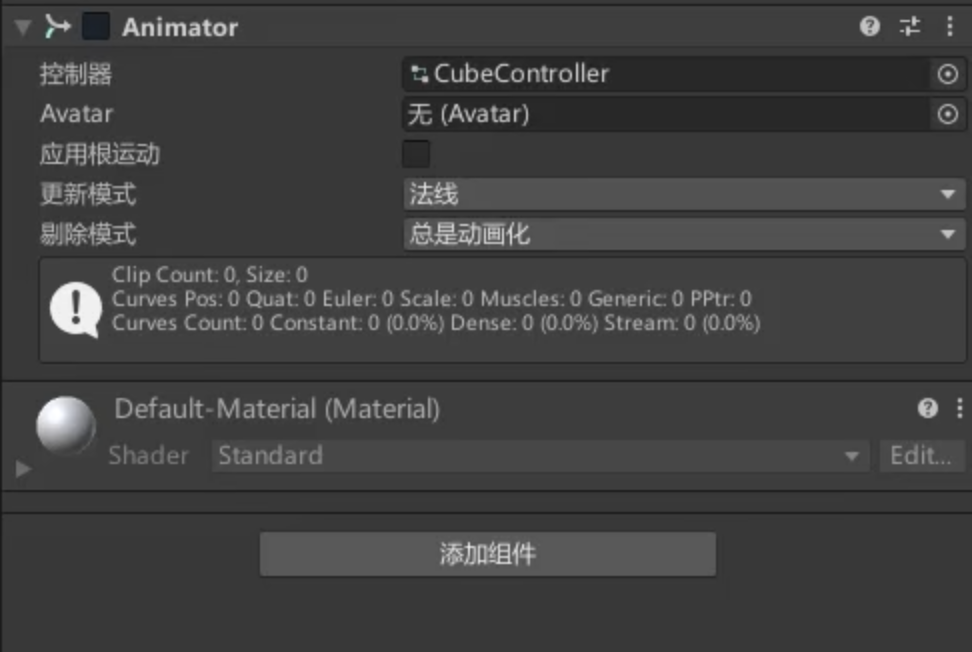 Animator
控制器 CubeController
Avatar 无 (Avatar)
应用根运动
更新模式 法线
剔除模式 总是动画化
Clip Count: 0, Size: 0
Curves Pos: 0 Quat: 0 Euler: 0 Scale: 0 Muscles: 0 Generic: 0 PPtr: 0
Curves Count: 0 Constant: 0 (0.0%) Dense: 0 (0.0%) Stream: 0 (0.0%)
Default-Material (Material)
Shader Standard Edit...
添加组件